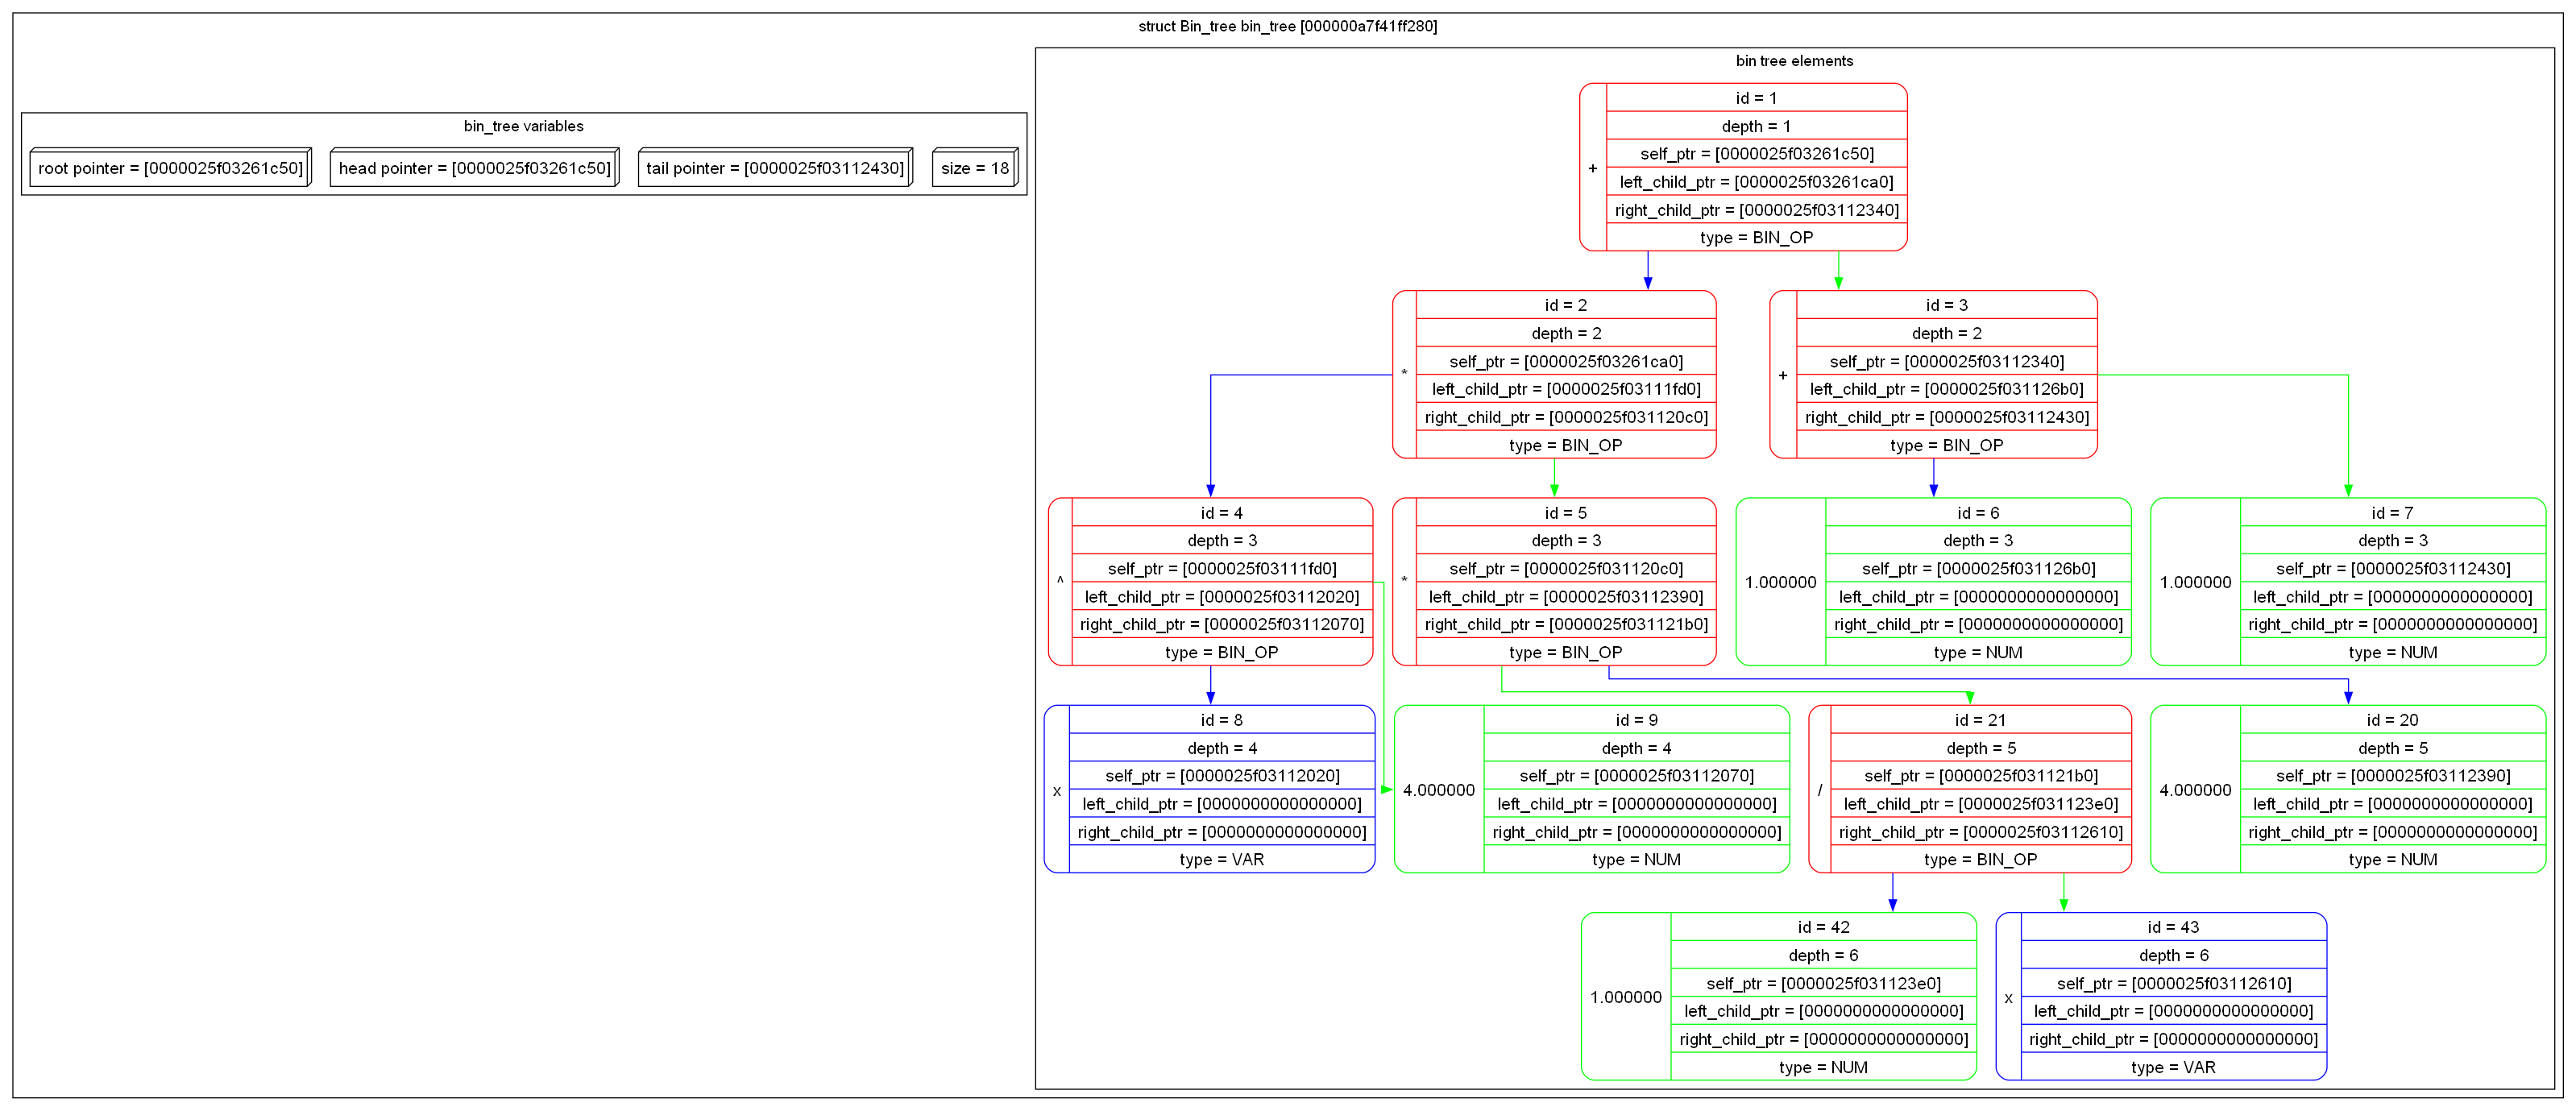 struct Bin_tree bin_tree [000000a7f41ff280]
bin_tree variables
root pointer = [0000025f03261c50]
head pointer = [0000025f03261c50]
tail pointer = [0000025f03112430]
size = 18
bin tree elements
+
id = 1
depth = 1
self_ptr = [0000025f03261c50]
left_child_ptr = [0000025f03261ca0]
right_child_ptr = [0000025f03112340]
type = BIN_OP
*
id = 2
depth = 2
self_ptr = [0000025f03261ca0]
left_child_ptr = [0000025f03111fd0]
right_child_ptr = [0000025f031120c0]
type = BIN_OP
+
id = 3
depth = 2
self_ptr = [0000025f03112340]
left_child_ptr = [0000025f031126b0]
right_child_ptr = [0000025f03112430]
type = BIN_OP
^
id = 4
depth = 3
self_ptr = [0000025f03111fd0]
left_child_ptr = [0000025f03112020]
right_child_ptr = [0000025f03112070]
type = BIN_OP
*
id = 5
depth = 3
self_ptr = [0000025f031120c0]
left_child_ptr = [0000025f03112390]
right_child_ptr = [0000025f031121b0]
type = BIN_OP
1.000000
id = 6
depth = 3
self_ptr = [0000025f031126b0]
left_child_ptr = [0000000000000000]
right_child_ptr = [0000000000000000]
type = NUM
1.000000
id = 7
depth = 3
self_ptr = [0000025f03112430]
left_child_ptr = [0000000000000000]
right_child_ptr = [0000000000000000]
type = NUM
x
id = 8
depth = 4
self_ptr = [0000025f03112020]
left_child_ptr = [0000000000000000]
right_child_ptr = [0000000000000000]
type = VAR
4.000000
id = 9
depth = 4
self_ptr = [0000025f03112070]
left_child_ptr = [0000000000000000]
right_child_ptr = [0000000000000000]
type = NUM
/
id = 21
depth = 5
self_ptr = [0000025f031121b0]
left_child_ptr = [0000025f031123e0]
right_child_ptr = [0000025f03112610]
type = BIN_OP
4.000000
id = 20
depth = 5
self_ptr = [0000025f03112390]
left_child_ptr = [0000000000000000]
right_child_ptr = [0000000000000000]
type = NUM
1.000000
id = 42
depth = 6
self_ptr = [0000025f031123e0]
left_child_ptr = [0000000000000000]
right_child_ptr = [0000000000000000]
type = NUM
x
id = 43
depth = 6
self_ptr = [0000025f03112610]
left_child_ptr = [0000000000000000]
right_child_ptr = [0000000000000000]
type = VAR